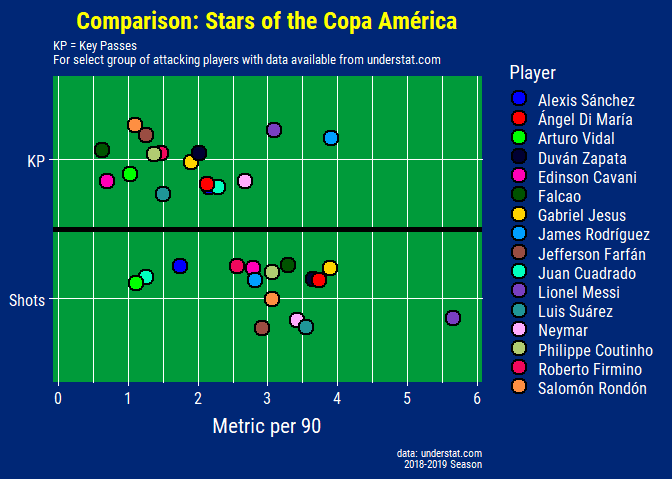 Comparison: Stars of the Copa América
KP = Key Passes
For select group of attacking players with data available from understat.com
KP
Shots
0 1 2 3 4 5 6
Metric per 90
Player
Alexis Sánchez
Ángel Di María
Arturo Vidal
Duván Zapata
Edinson Cavani
Falcao
Gabriel Jesus
James Rodríguez
Jefferson Farfán
Juan Cuadrado
Lionel Messi
Luis Suárez
Neymar
Philippe Coutinho
Roberto Firmino
Salomón Rondón
data: understat.com
2018-2019 Season